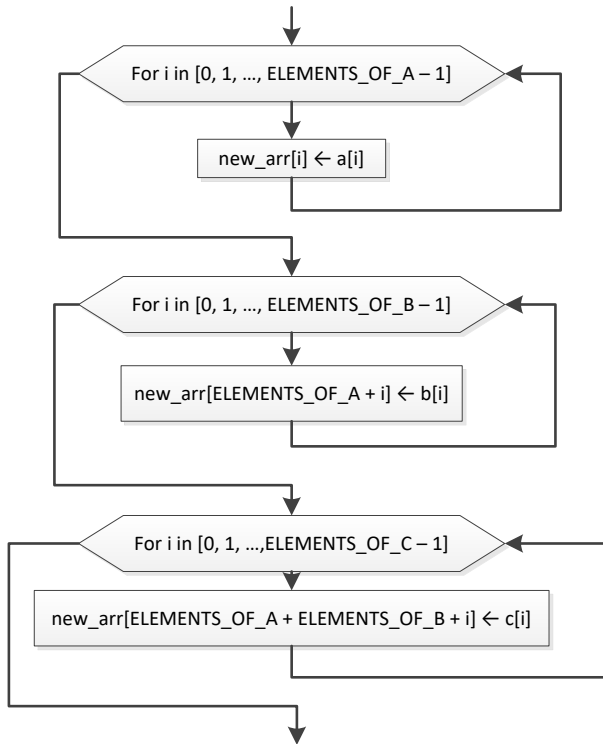 For i in [0, 1, …, ELEMENTS_OF_A – 1]
new_arr[i] ← a[i]
For i in [0, 1, …, ELEMENTS_OF_B – 1]
new_arr[ELEMENTS_OF_A + i] ← b[i]
For i in [0, 1, …,ELEMENTS_OF_C – 1]
new_arr[ELEMENTS_OF_A + ELEMENTS_OF_B + i] ← c[i]